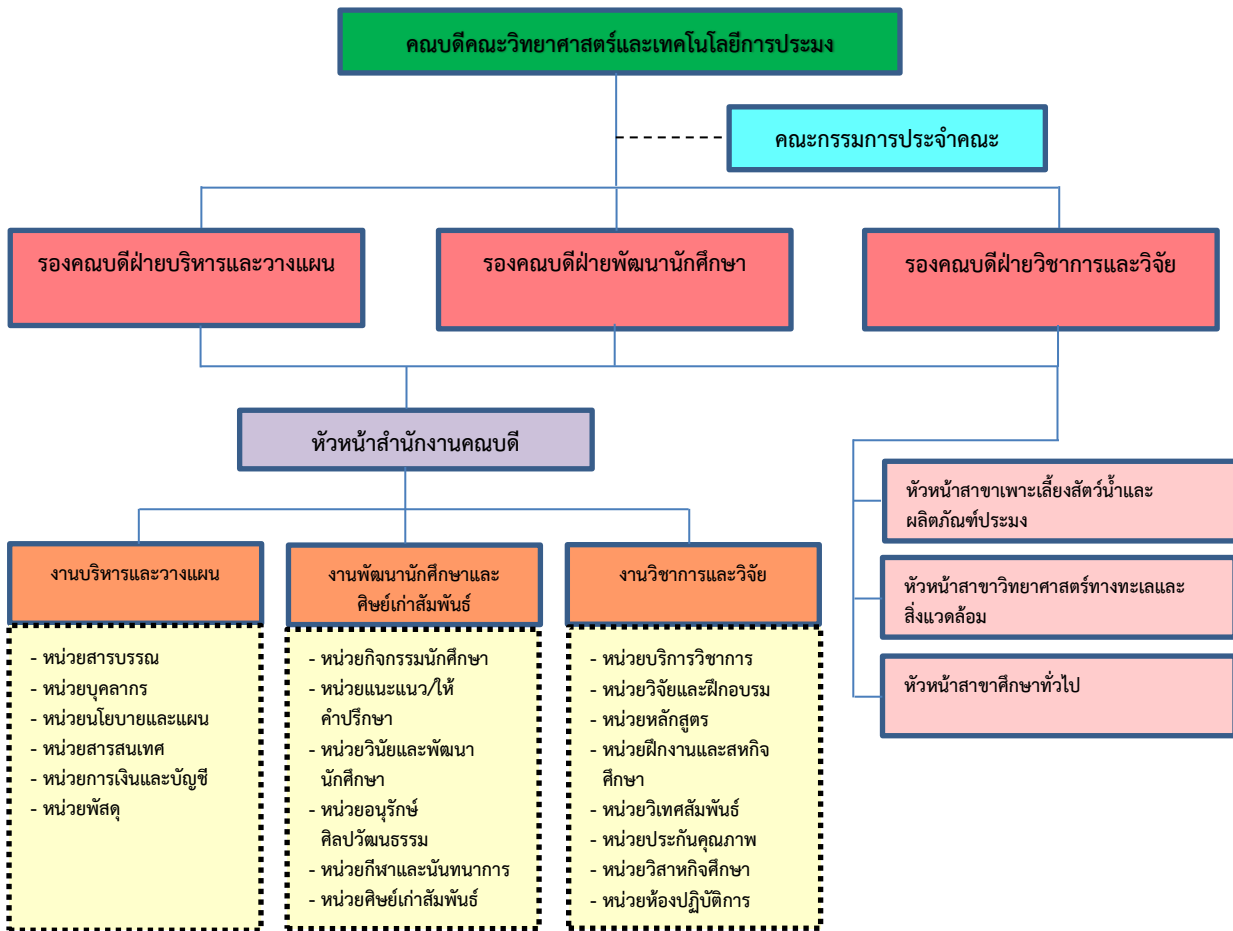 คณบดีคณะวิทยาศาสตร์และเทคโนโลยีการประมง
คณะกรรมการประจำคณะ
รองคณบดีฝ่ายบริหารและวางแผน
รองคณบดีฝ่ายพัฒนานักศึกษา
รองคณบดีฝ่ายวิชาการและวิจัย
หัวหน้าสำนักงานคณบดี
หัวหน้าสาขาเพาะเลี้ยงสัตว์น้ำและ
ผลิตภัณฑ์ประมง
หัวหน้าสาขาวิทยาศาสตร์ทางทะเลและ
สิ่งแวดล้อม
หัวหน้าสาขาศึกษาทั่วไป
งานบริหารและวางแผน
- หน่วยสารบรรณ
- หน่วยบุคลากร
- หน่วยนโยบายและแผน
- หน่วยสารสนเทศ
- หน่วยการเงินและบัญชี
- หน่วยพัสดุ
งานพัฒนานักศึกษาและ
ศิษย์เก่าสัมพันธ์
- หน่วยกิจกรรมนักศึกษา
- หน่วยแนะแนว/ให้
คำปรึกษา
- หน่วยวินัยและพัฒนา
นักศึกษา
- หน่วยอนุรักษ์
ศิลปวัฒนธรรม
- หน่วยกีฬาและนันทนาการ
- หน่วยศิษย์เก่าสัมพันธ์
งานวิชาการและวิจัย
- หน่วยบริการวิชาการ
- หน่วยวิจัยและฝึกอบรม
- หน่วยหลักสูตร
- หน่วยฝึกงานและสหกิจ
ศึกษา
- หน่วยวิเทศสัมพันธ์
- หน่วยประกันคุณภาพ
- หน่วยวิสาหกิจศึกษา
- หน่วยห้องปฏิบัติการ